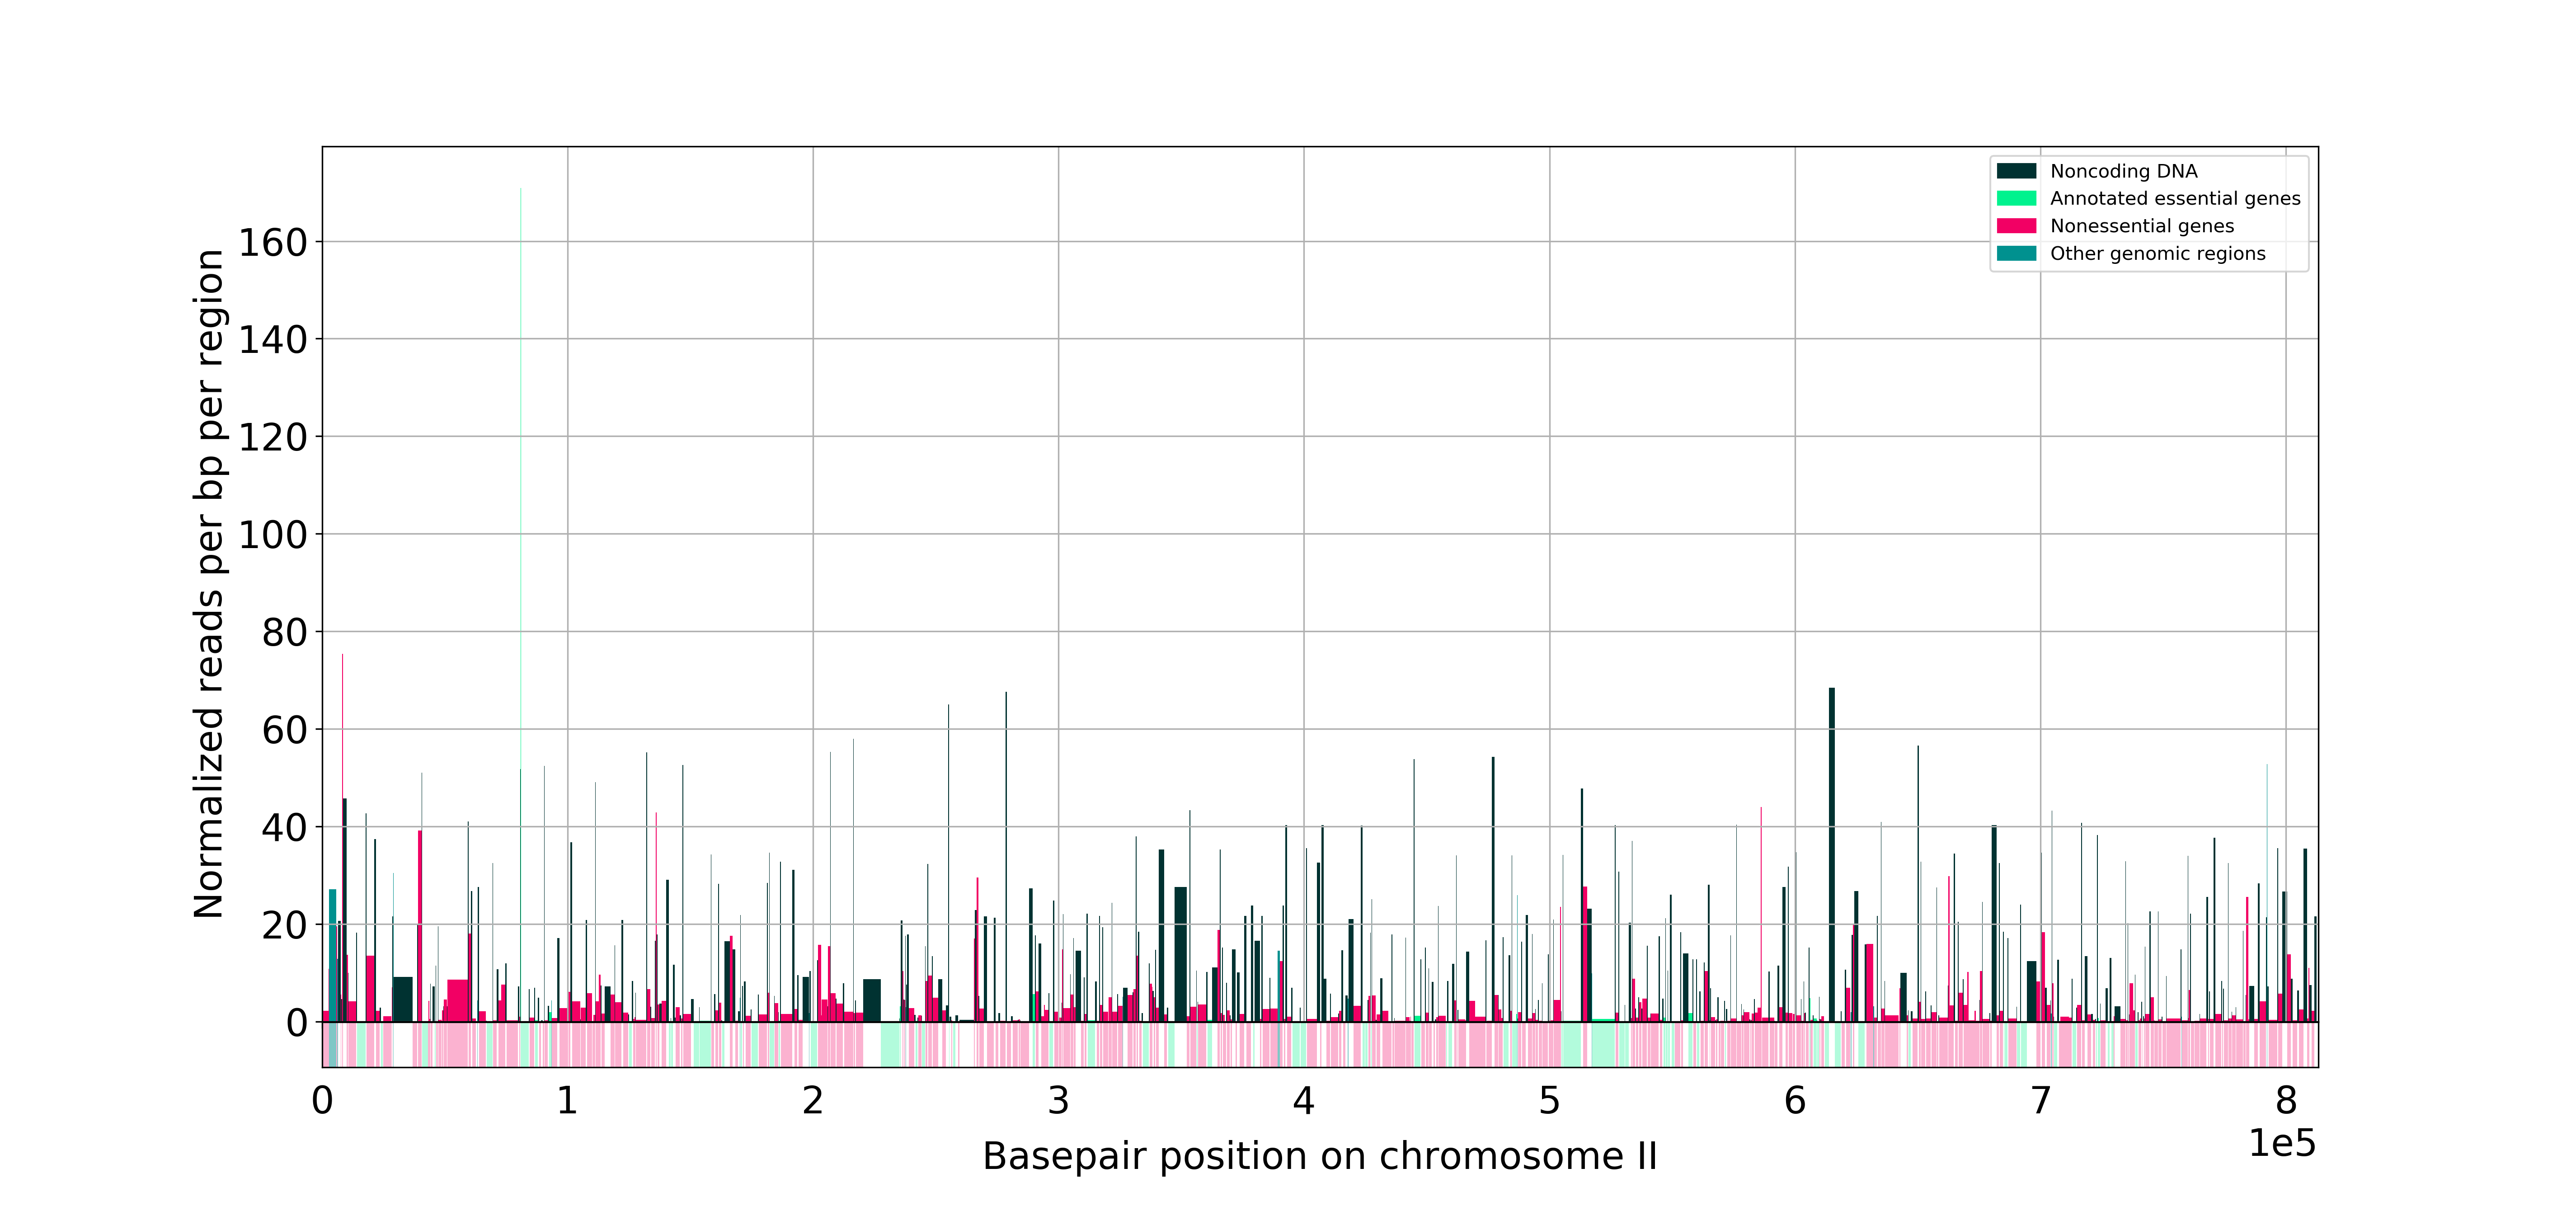 Noncoding DNA
Annotated essential genes
Nonessential genes
Other genomic regions
Normalized reads per bp per region
160
140
120
100
80
60
40
20
0
0 1 2 3 4 5 6 7 8
1e5
Basepair position on chromosome II